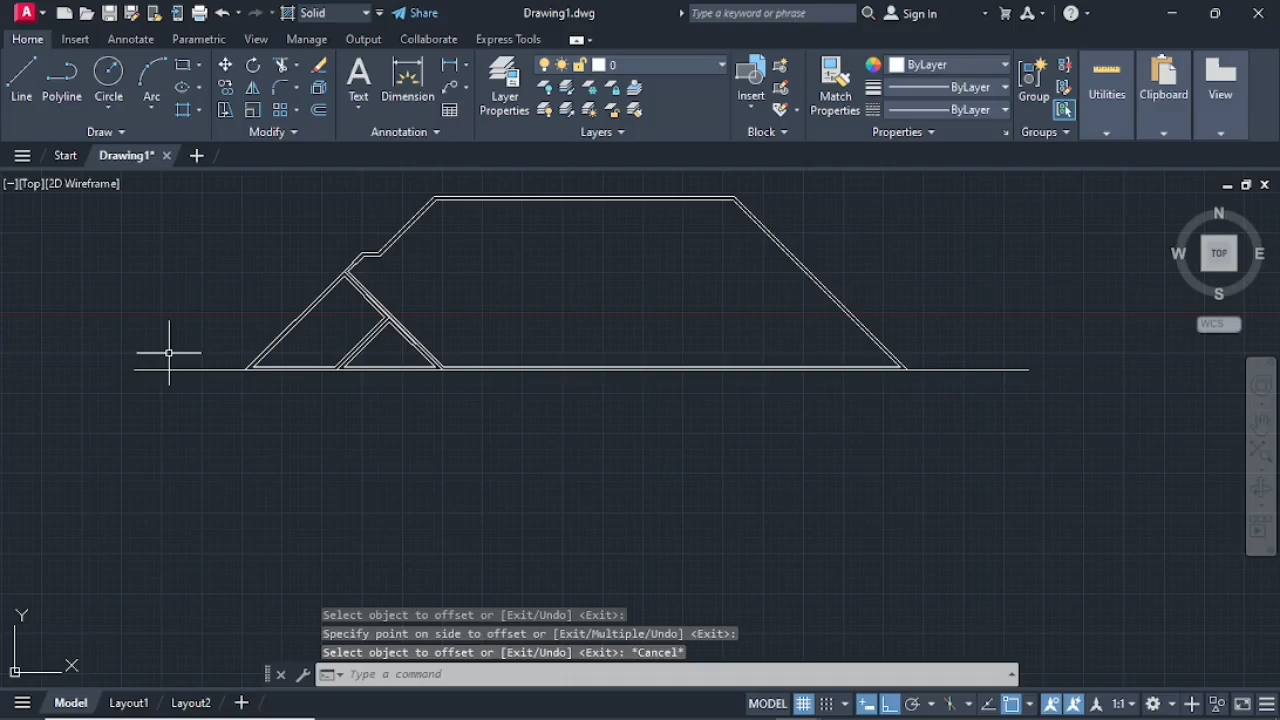 A Solid Share Drawing1.dwg Type a keyword or phrase Sign In
Home Insert Annotate Parametric View Manage Output Collaborate Express Tools
0 ByLayer
Line Polyline Circle Arc Text Dimension Layer Properties Insert Match Properties ByLayer Group Utilities Clipboard View
ByLayer
Draw Modify Annotation Layers Block Properties Groups
Start Drawing1* +
[−][Top][2D Wireframe]
N
W TOP E
S
WCS
Select object to offset or [Exit/Undo] <Exit>:
Specify point on side to offset or [Exit/Multiple/Undo] <Exit>:
Select object to offset or [Exit/Undo] <Exit>: *Cancel*
Y
X
Type a command
Model Layout1 Layout2 + MODEL 1:1